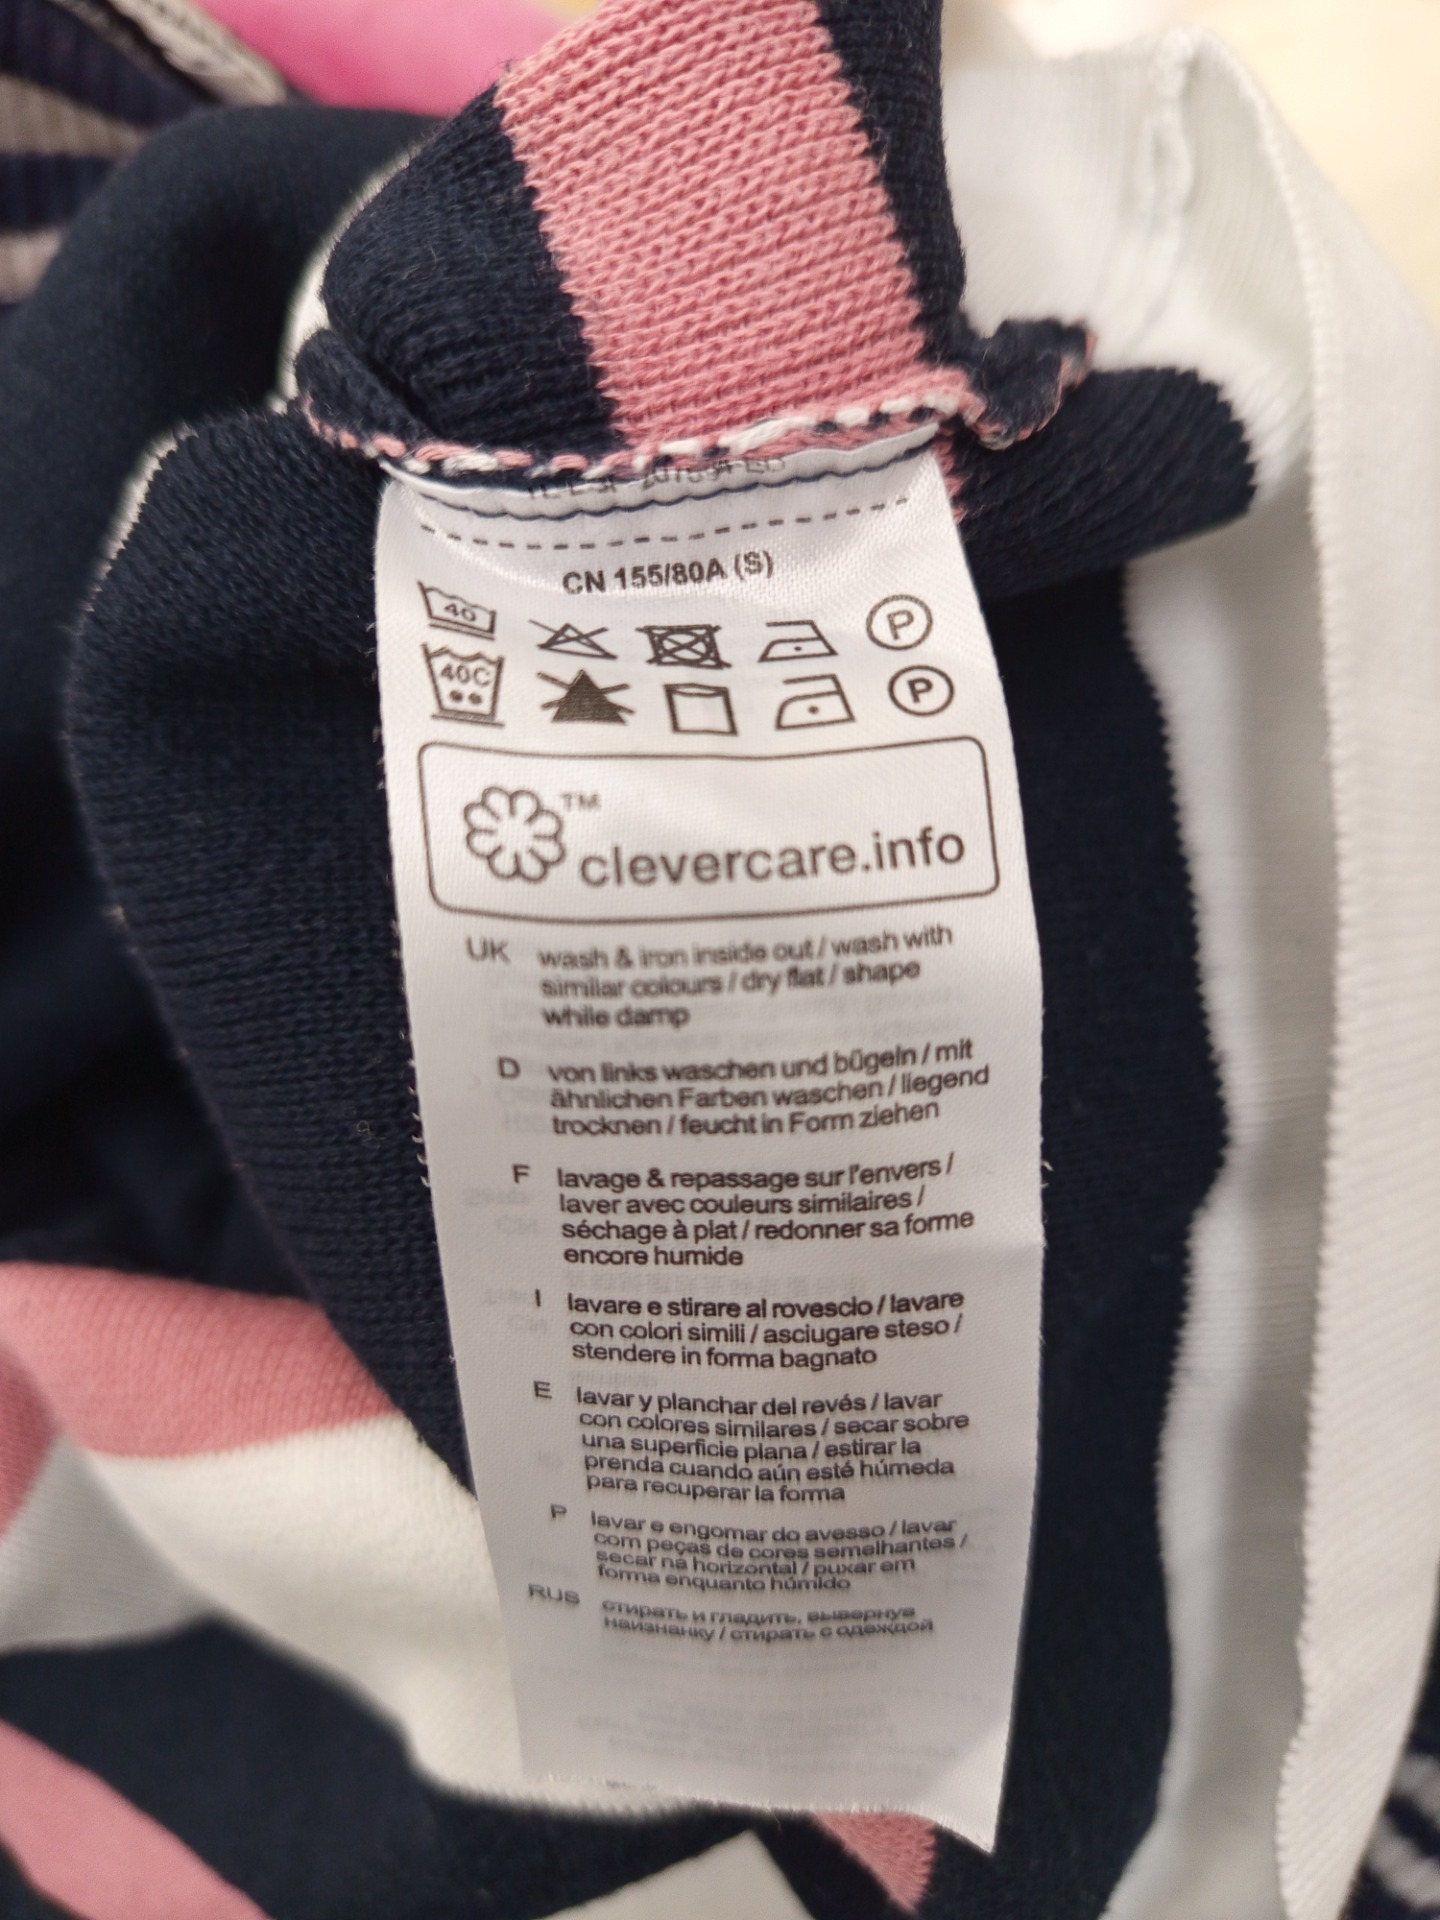 CN 155/80A (S)
40
P
40C
P
TM
clevercare.info
UK wash & iron inside out / wash with
similar colours / dry flat / shape
while damp
D von links waschen und bügeln / mit
ähnlichen Farben waschen / liegend
trocknen / feucht in Form ziehen
F lavage & repassage sur l'envers /
laver avec couleurs similaires /
séchage à plat / redonner sa forme
encore humide
I lavare e stirare al rovescio / lavare
con colori simili / asciugare steso /
stendere in forma bagnato
E lavar y planchar del revés / lavar
con colores similares / secar sobre
una superficie plana / estirar la
prenda cuando aún esté húmeda
para recuperar la forma
P lavar e engomar do avesso / lavar
com peças de cores semelhantes /
secar na horizontal / puxar em
forma enquanto húmido
RUS стирать и гладить, вывернув
наизнанку / стирать с одеждой